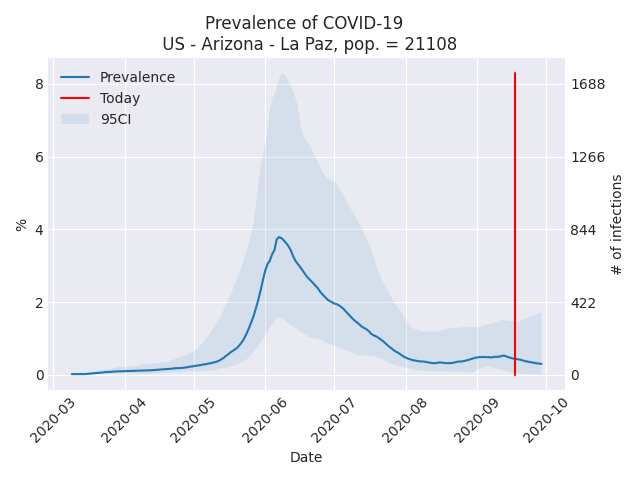 Prevalence of COVID-19
US - Arizona - La Paz, pop. = 21108
Prevalence
Today
95CI
8
6
4
2
0
%
1688
1266
844
422
0
# of infections
2020-03
2020-04
2020-05
2020-06
2020-07
2020-08
2020-09
2020-10
Date